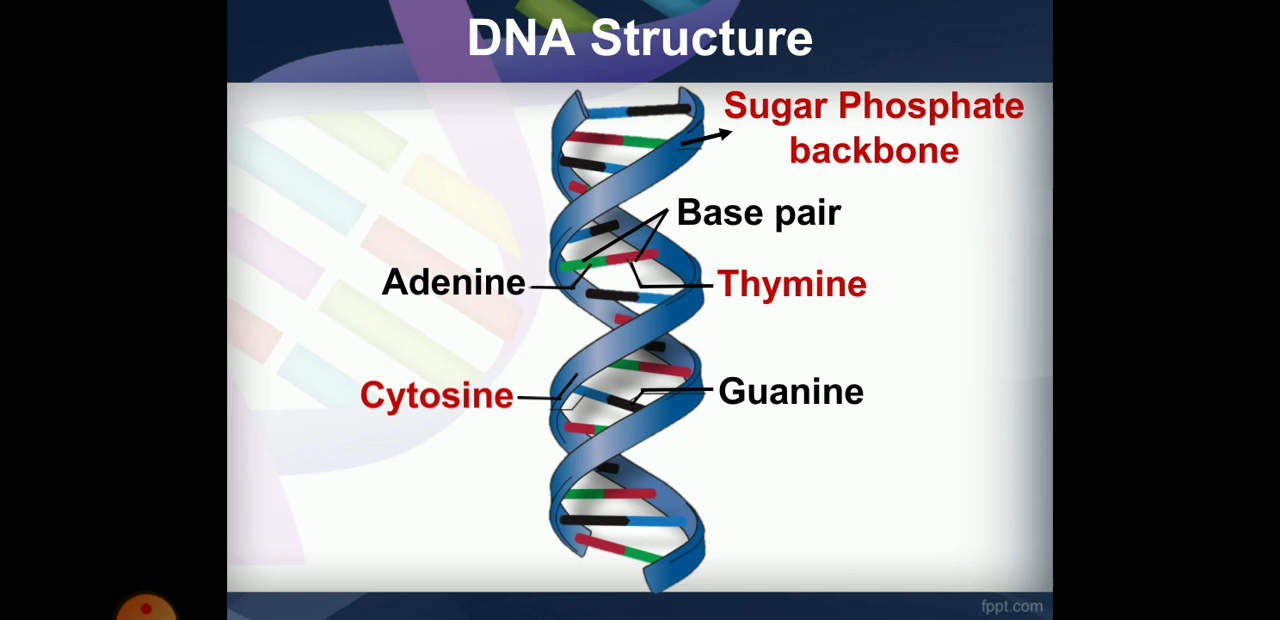 DNA Structure
Sugar Phosphate
backbone
Base pair
Adenine
Thymine
Cytosine
Guanine
fppt.com